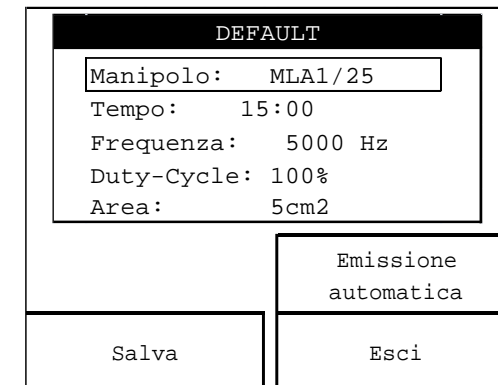 DEFAULT
Manipolo: MLA1/25
Tempo: 15:00
Frequenza: 5000 Hz
Duty-Cycle: 100%
Area: 5cm2
Emissione
automatica
Salva
Esci